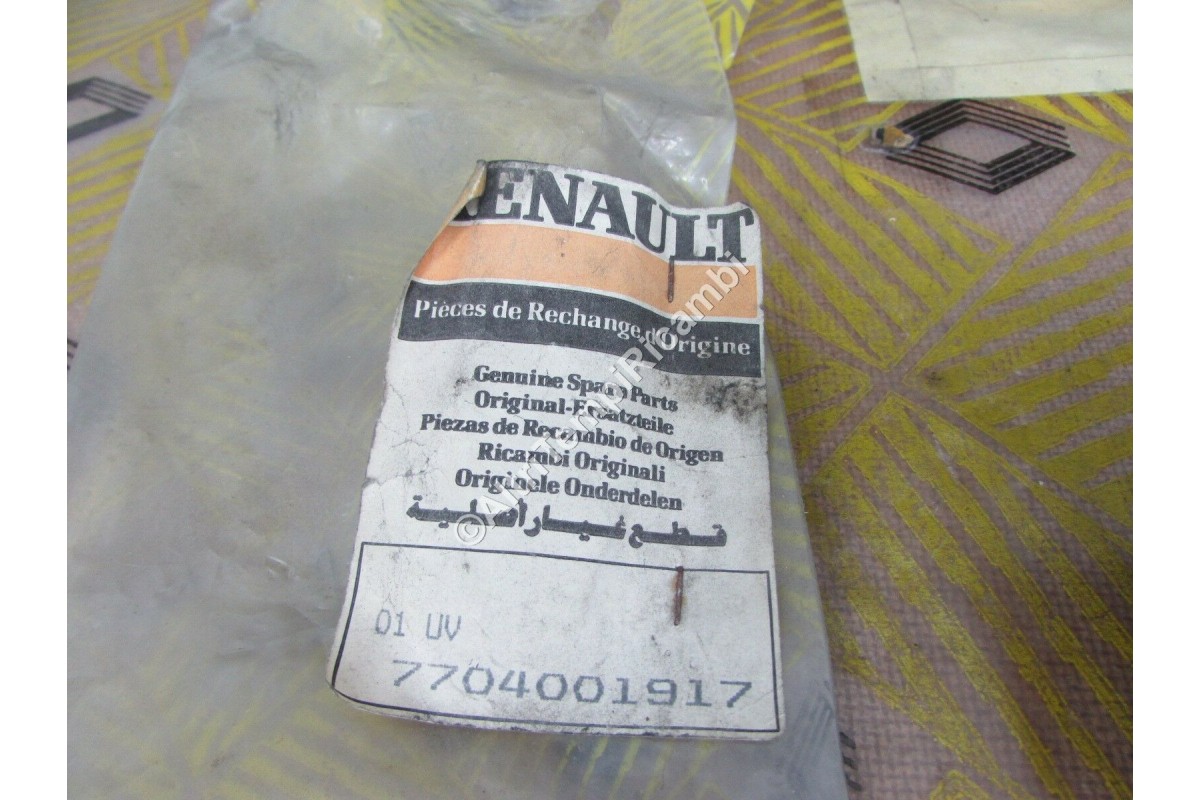 RENAULT
Pièces de Rechange d'Origine
Genuine Spare Parts
Original-Ersatzteile
Piezas de Recambio de Origen
Ricambi Originali
Originele Onderdelen
قطع غيار أصلية
01 UV
7704001917